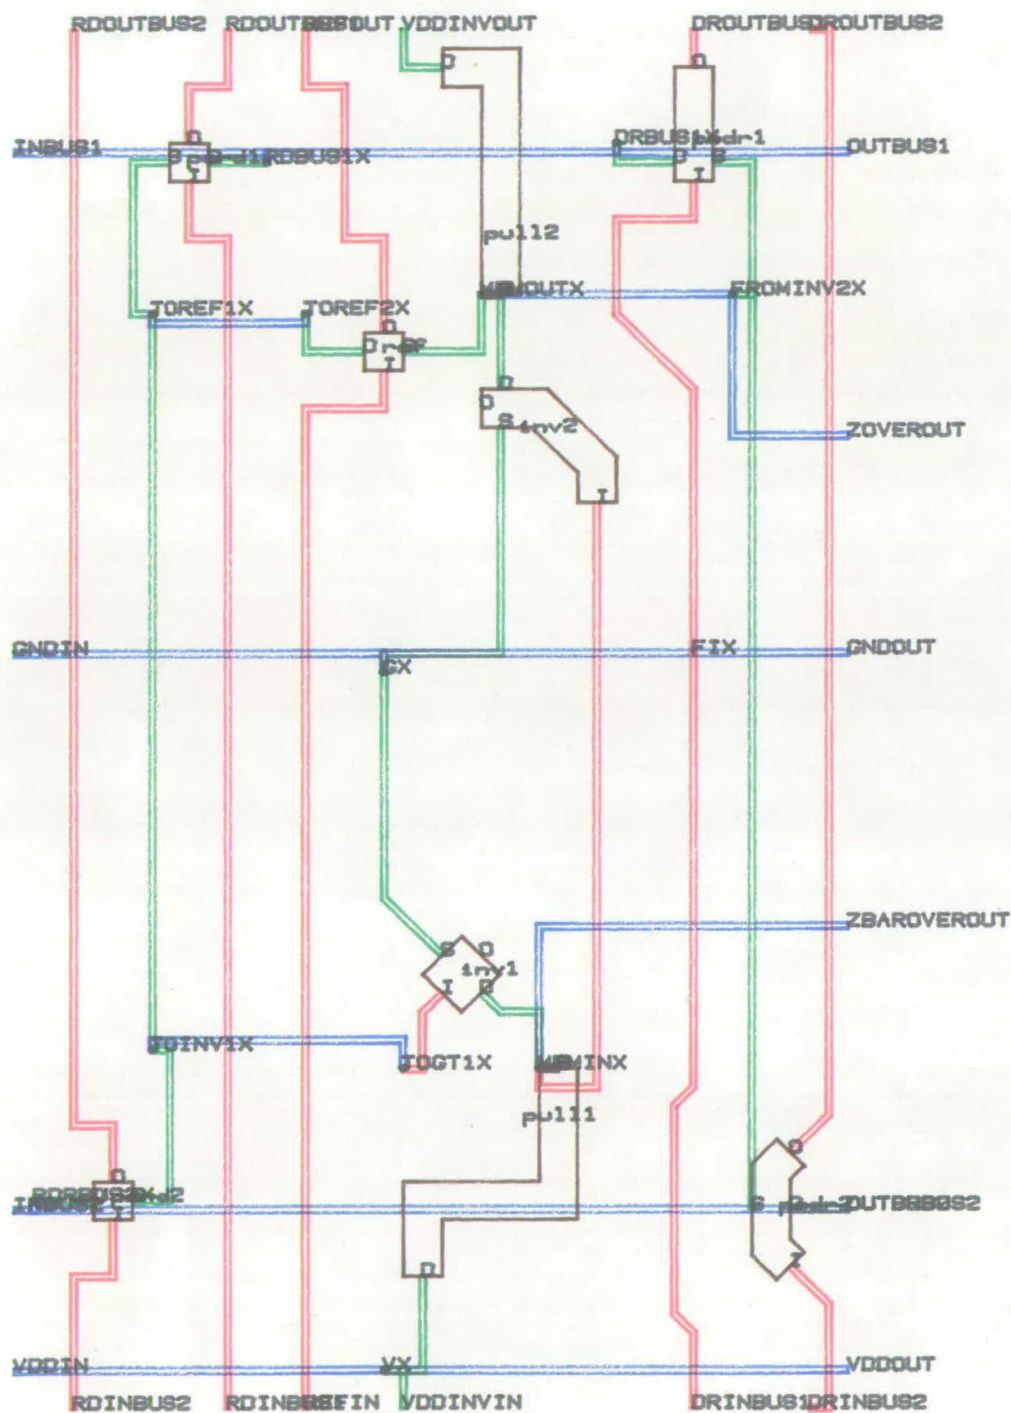 RDOUTBUS2
VDDINVOUT
DROUTBUS2
INBUS1
O
O
RDBUS1X
I
O
I
OUTBUS1
pull2
TOREF1X
TOREF2X
FROMINV2X
O
I
O
S
inv2
I
ZOVEROUT
GNDIN
GX
FIX
GNDOUT
ZBAROVEROUT
S
O
inv1
I
D
TOINV1X
TOGT1X
pull1
O
O
I
S
I
D
VDDIN
VX
VDDOUT
RDINBUS2
VDDINVIN
DRINBUS1
DRINBUS2